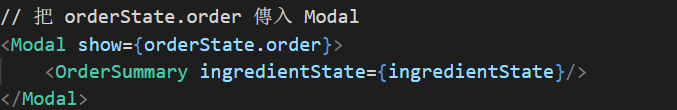 // 把 orderState.order 傳入 Modal
<Modal show={orderState.order}>
<OrderSummary ingredientState={ingredientState}/>
</Modal>